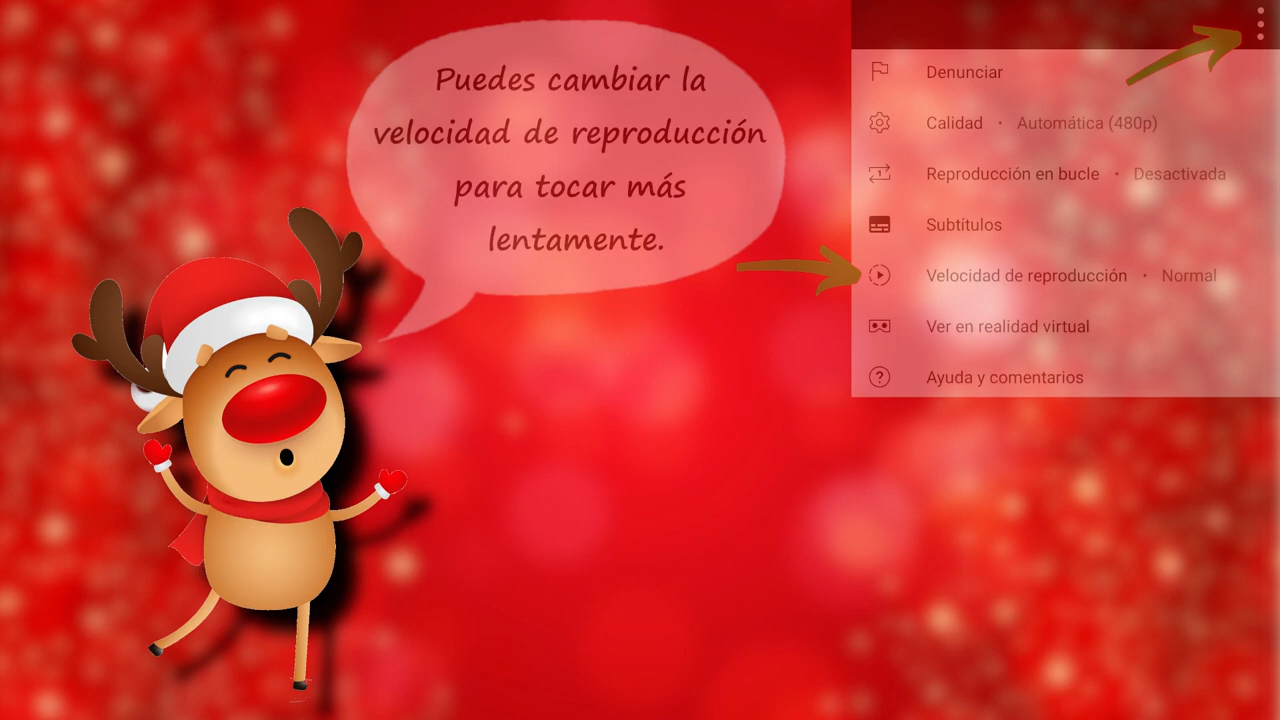 Puedes cambiar la
velocidad de reproducción
para tocar más
lentamente.
Denunciar
Calidad • Automática (480p)
Reproducción en bucle • Desactivada
Subtítulos
Velocidad de reproducción • Normal
Ver en realidad virtual
Ayuda y comentarios